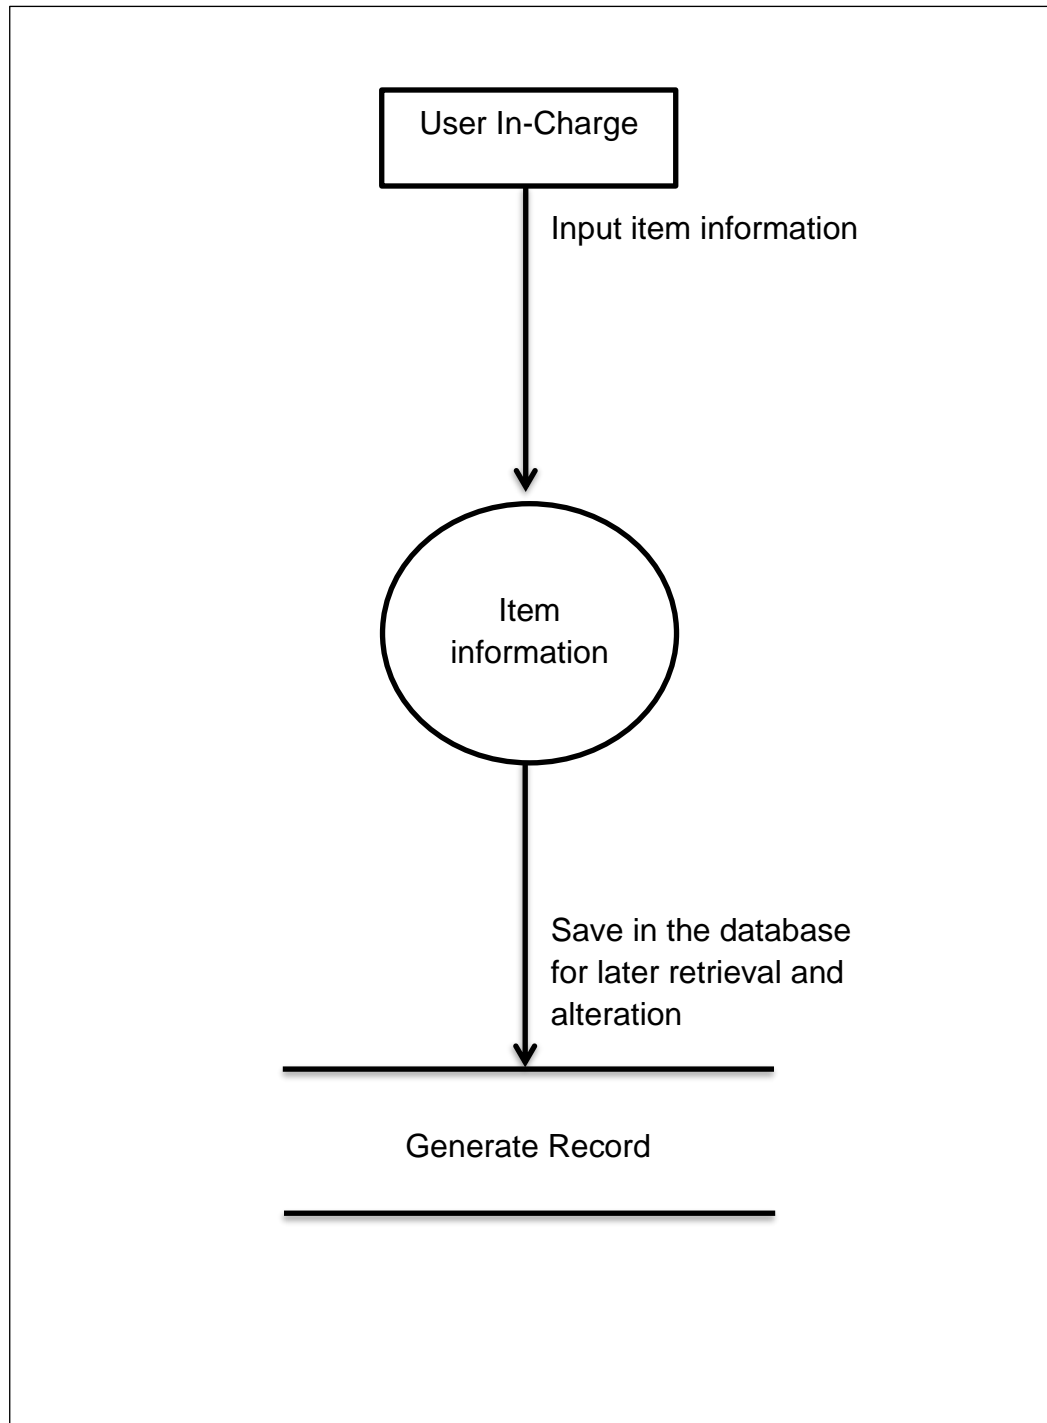 User In-Charge
Input item information
Item
information
Save in the database
for later retrieval and
alteration
Generate Record